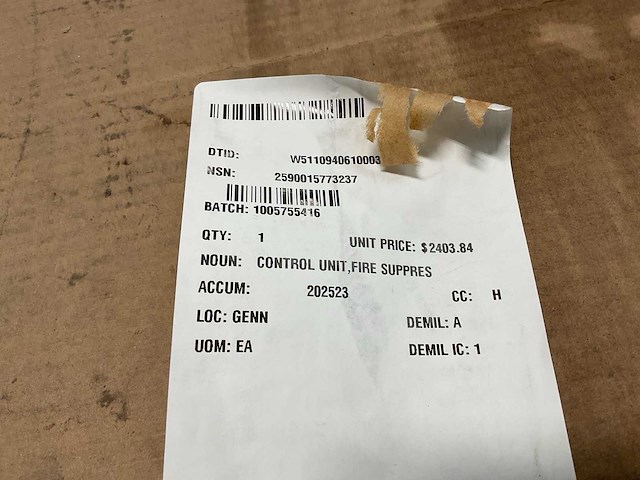 DTID: W5110940610003
NSN: 2590015773237
BATCH: 1005755416
QTY: 1 UNIT PRICE: $2403.84
NOUN: CONTROL UNIT,FIRE SUPPRES
ACCUM: 202523 CC: H
LOC: GENN DEMIL: A
UOM: EA DEMIL IC: 1